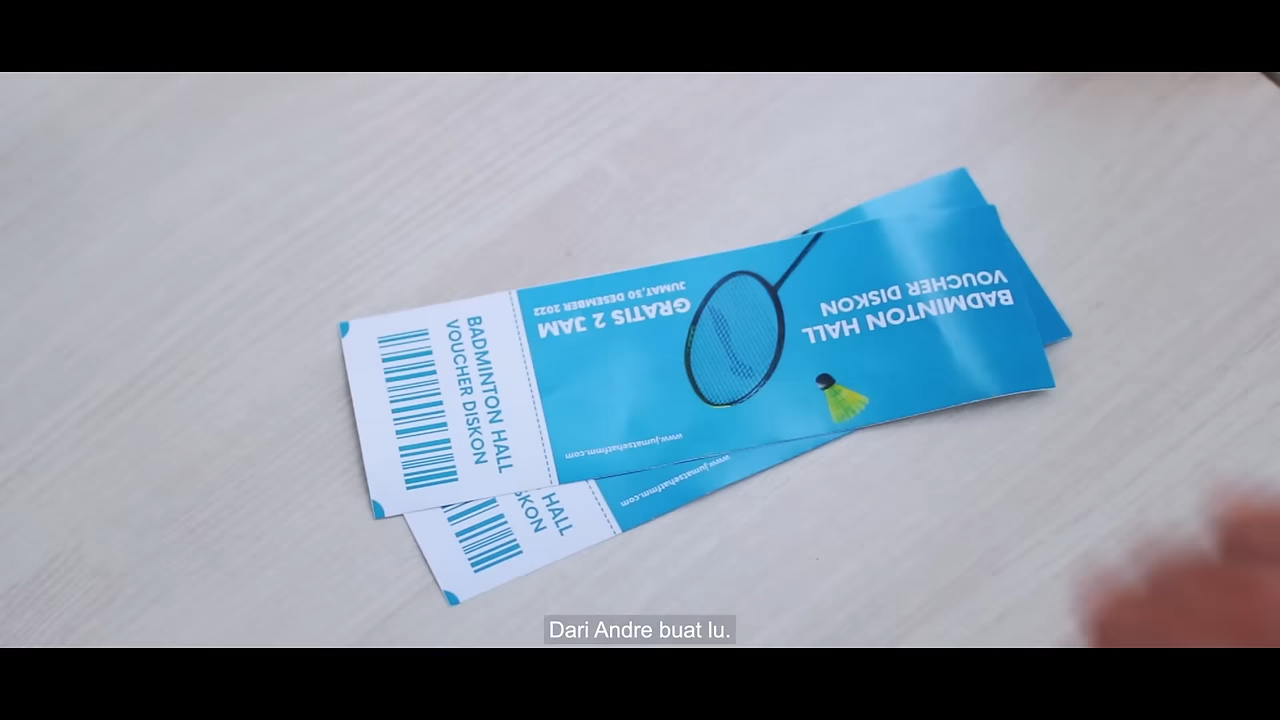 BADMINTON HALL
VOUCHER DISKON
GRATIS 2 JAM
JUMAT,30 DESEMBER 2022
www.jumatsehatfmm.com
BADMINTON HALL
VOUCHER DISKON
www.jumatsehatfmm.com
HALL
SKON
Dari Andre buat lu.